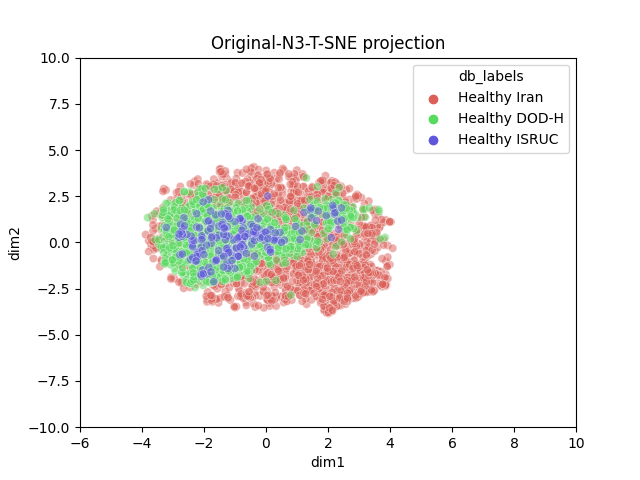 Original-N3-T-SNE projection
db_labels
Healthy Iran
Healthy DOD-H
Healthy ISRUC
dim2
10.0
7.5
5.0
2.5
0.0
−2.5
−5.0
−7.5
−10.0
−6
−4
−2
0
2
4
6
8
10
dim1